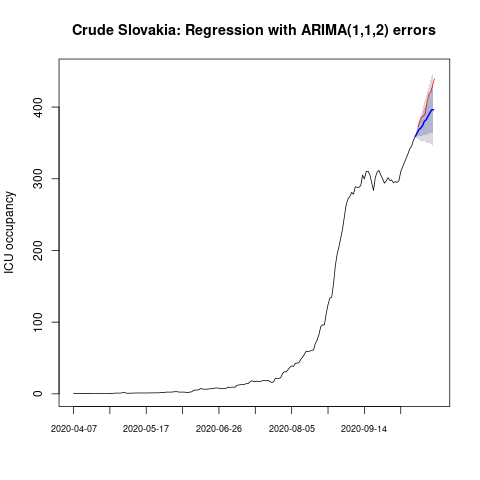 Crude Slovakia: Regression with ARIMA(1,1,2) errors
ICU occupancy
400
300
200
100
0
2020-04-07 2020-05-17 2020-06-26 2020-08-05 2020-09-14